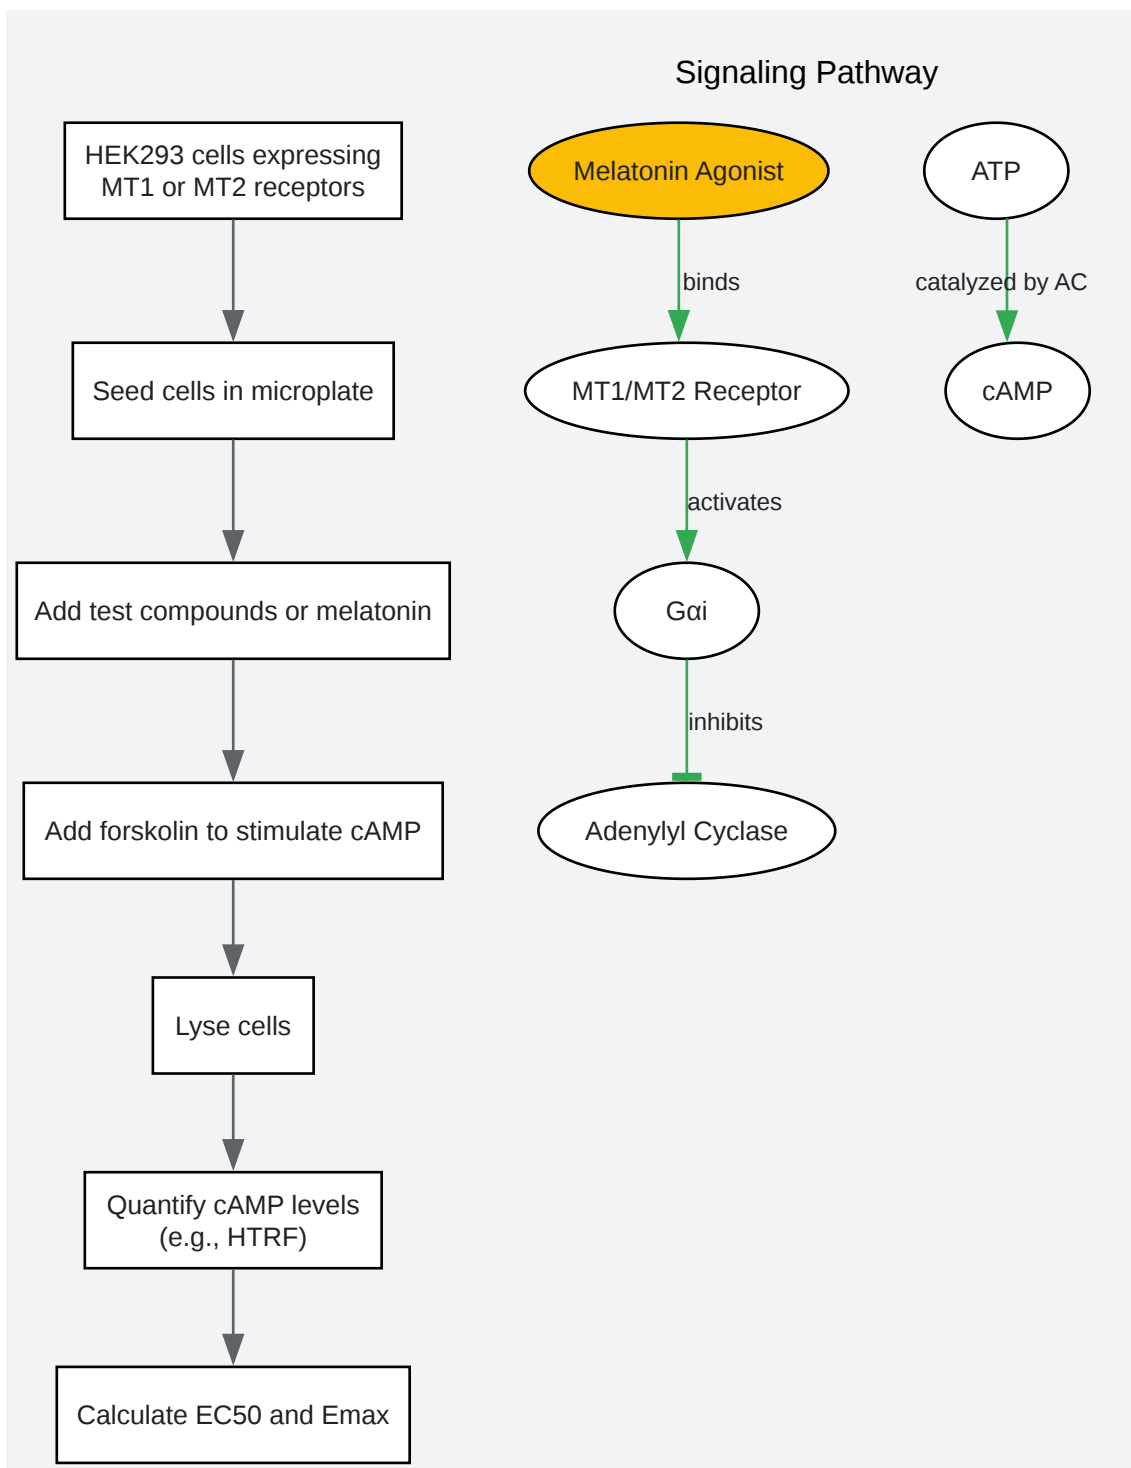 HEK293 cells expressing
MT1 or MT2 receptors
Seed cells in microplate
Add test compounds or melatonin
Add forskolin to stimulate cAMP
Lyse cells
Quantify cAMP levels
(e.g., HTRF)
Calculate EC50 and Emax
Signaling Pathway
Melatonin Agonist
binds
MT1/MT2 Receptor
activates
Gαi
inhibits
Adenylyl Cyclase
ATP
catalyzed by AC
cAMP